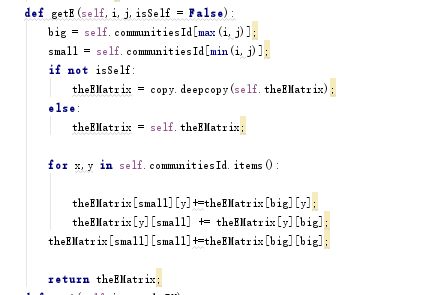 def getE(self,i,j,isSelf = False):
big = self.communitiesId[max(i,j)];
small = self.communitiesId[min(i,j)];
if not isSelf:
theEMatrix = copy.deepcopy(self.theEMatrix);
else:
theEMatrix = self.theEMatrix;
for x,y in self.communitiesId.items():
theEMatrix[small][y]+=theEMatrix[big][y];
theEMatrix[y][small] += theEMatrix[y][big];
theEMatrix[small][small]+=theEMatrix[big][big];
return theEMatrix;